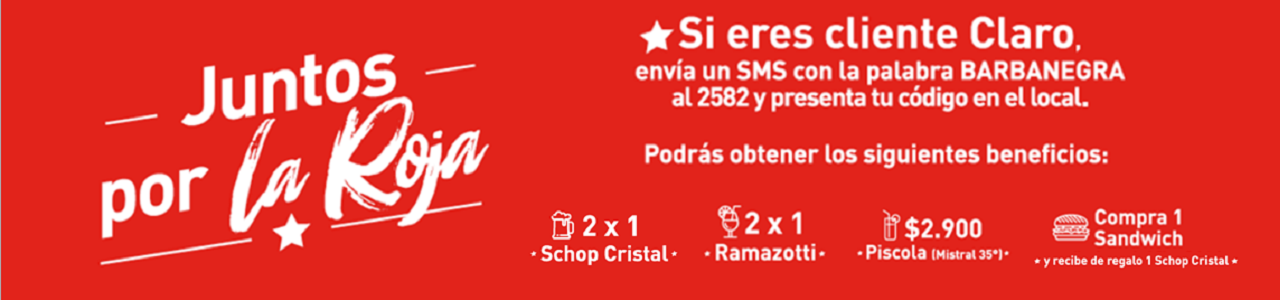 Juntos
por la Roja
Si eres cliente Claro,
envía un SMS con la palabra BARBANEGRA
al 2582 y presenta tu código en el local.
Podrás obtener los siguientes beneficios:
2 x 1
Schop Cristal
2 x 1
Ramazotti
$2.900
Piscola (Mistral 35°)
Compra 1
Sandwich
y recibe de regalo 1 Schop Cristal